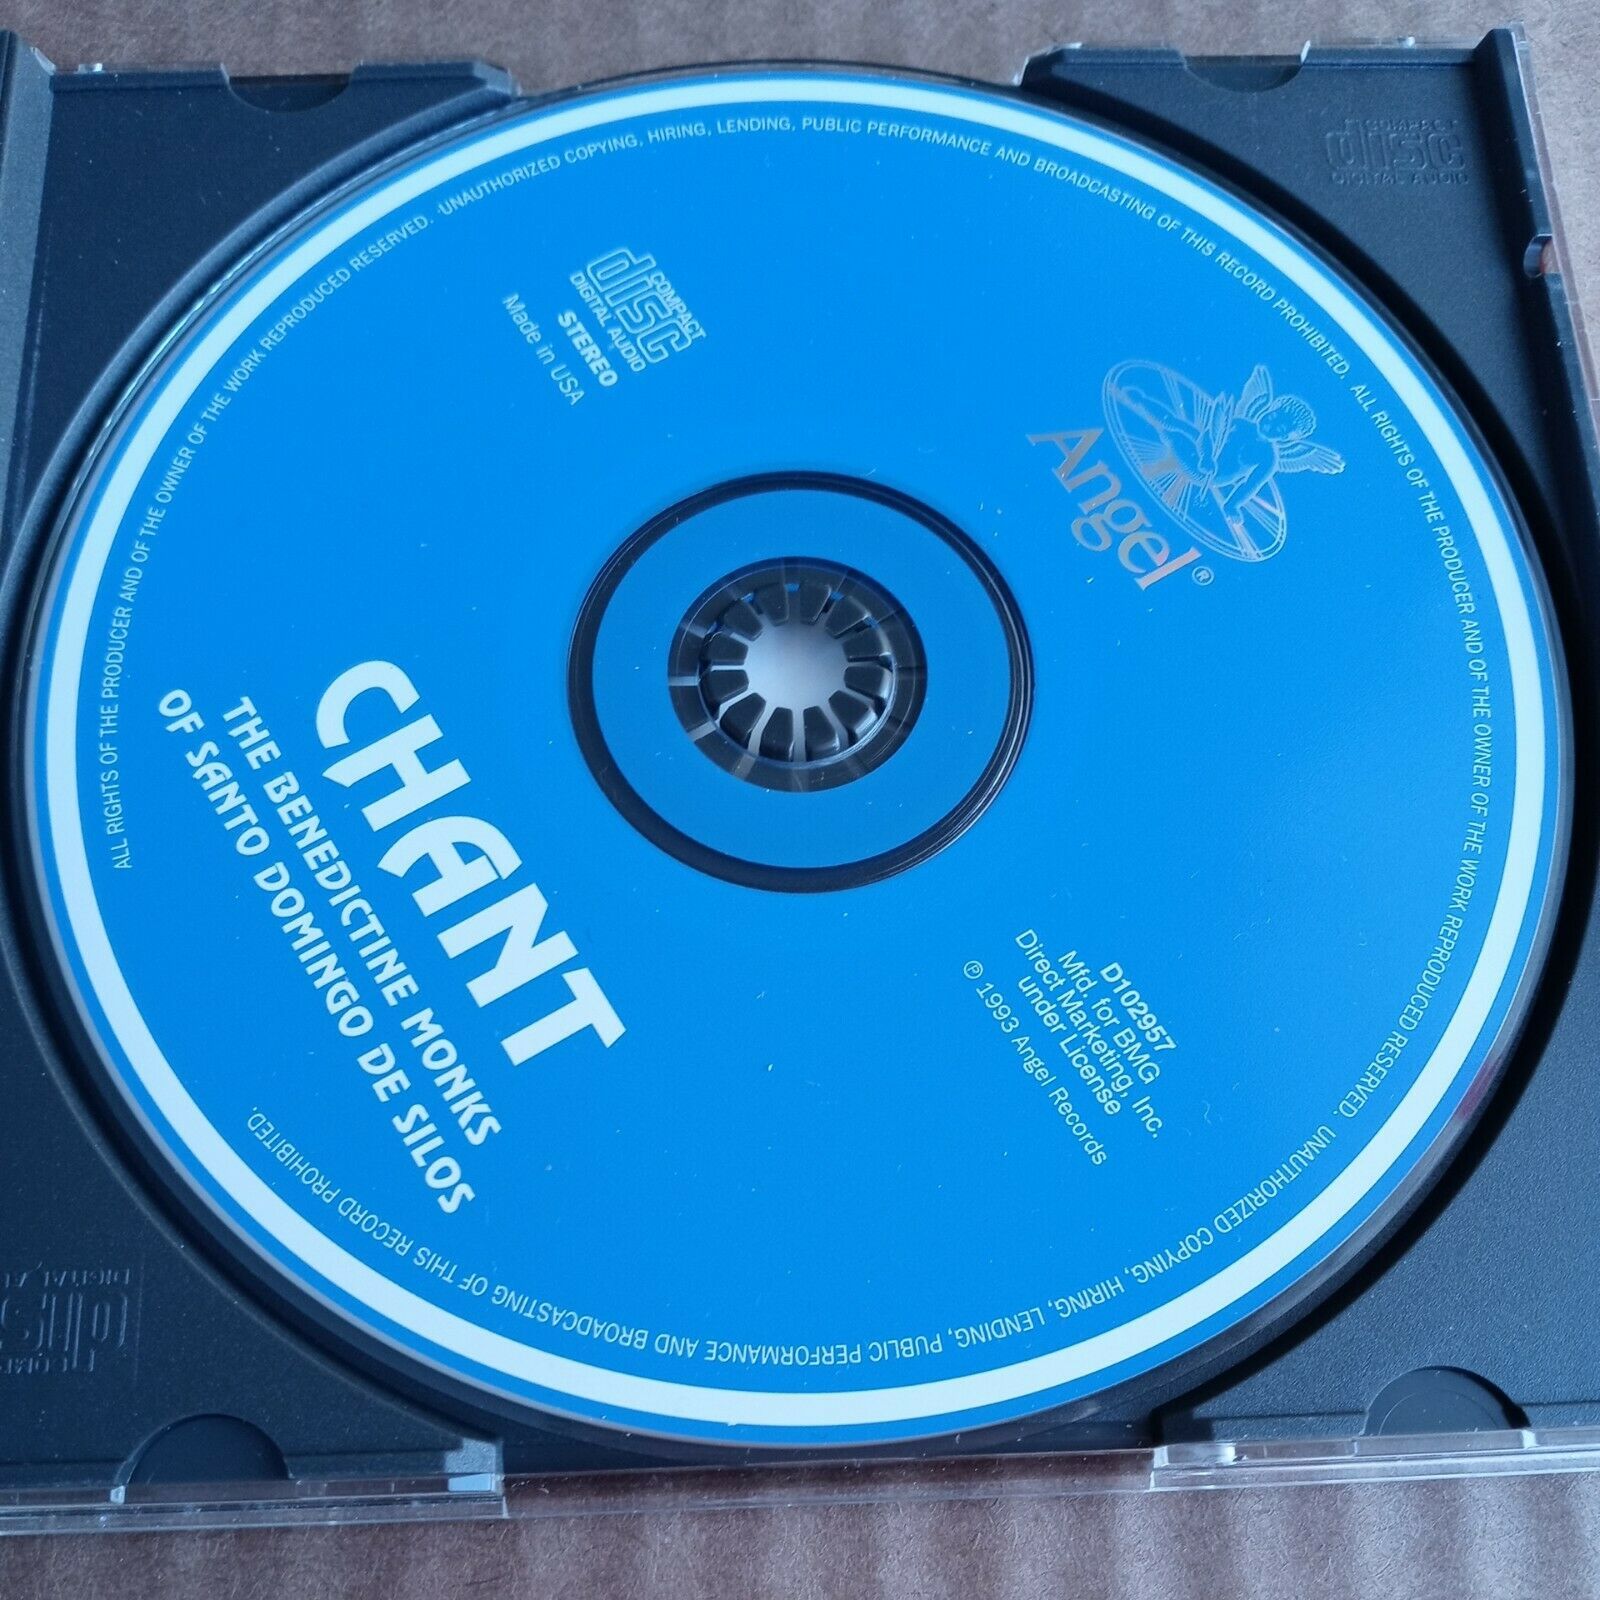 CHANT
THE BENEDICTINE MONKS
OF SANTO DOMINGO DE SILOS
Angel®
COMPACT
disc
DIGITAL AUDIO
STEREO
Made in USA
D102957
Mfd. for BMG
Direct Marketing, Inc.
under License
℗ 1993 Angel Records
ALL RIGHTS OF THE PRODUCER AND OF THE OWNER OF THE WORK REPRODUCED RESERVED. UNAUTHORIZED COPYING, HIRING, LENDING, PUBLIC PERFORMANCE AND BROADCASTING OF THIS RECORD PROHIBITED.
ALL RIGHTS OF THE PRODUCER AND OF THE OWNER OF THE WORK REPRODUCED RESERVED. UNAUTHORIZED COPYING, HIRING, LENDING, PUBLIC PERFORMANCE AND BROADCASTING OF THIS RECORD PROHIBITED.
COMPACT
disc
DIGITAL AUDIO
disc
DIGITAL